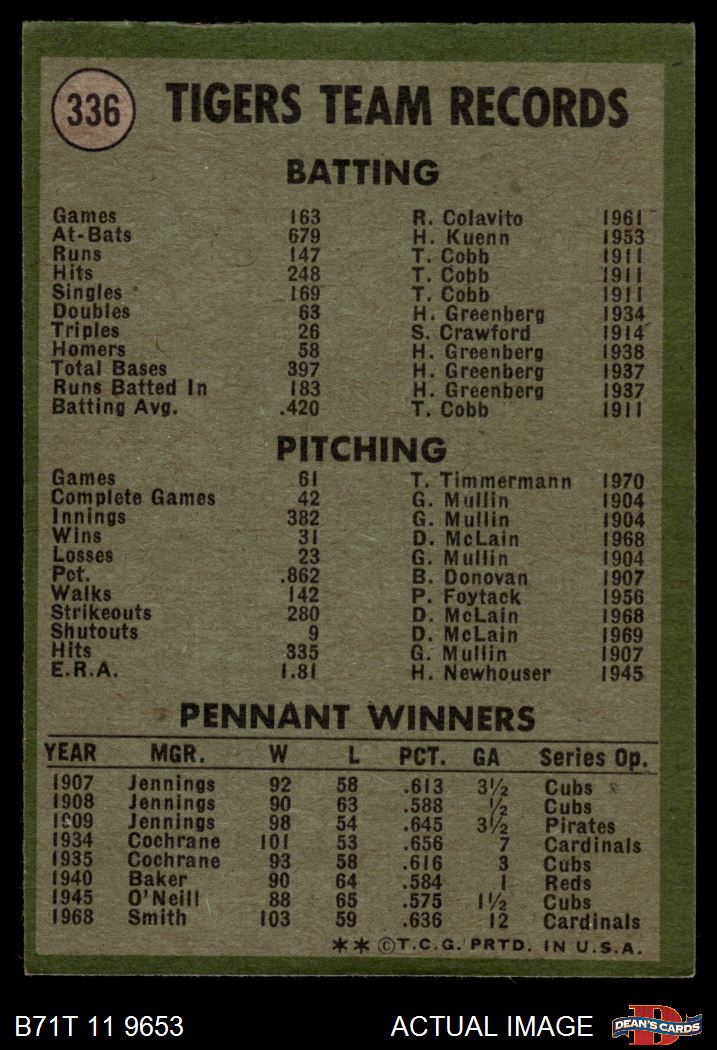 336 TIGERS TEAM RECORDS
BATTING
Games 163 R. Colavito 1961
At-Bats 679 H. Kuenn 1953
Runs 147 T. Cobb 1911
Hits 248 T. Cobb 1911
Singles 169 T. Cobb 1911
Doubles 63 H. Greenberg 1934
Triples 26 S. Crawford 1914
Homers 58 H. Greenberg 1938
Total Bases 397 H. Greenberg 1937
Runs Batted In 183 H. Greenberg 1937
Batting Avg. .420 T. Cobb 1911
PITCHING
Games 61 T. Timmermann 1970
Complete Games 42 G. Mullin 1904
Innings 382 G. Mullin 1904
Wins 31 D. McLain 1968
Losses 23 G. Mullin 1904
Pct. .862 B. Donovan 1907
Walks 142 P. Foytack 1956
Strikeouts 280 D. McLain 1968
Shutouts 9 D. McLain 1969
Hits 335 G. Mullin 1907
E.R.A. 1.81 H. Newhouser 1945
PENNANT WINNERS
YEAR MGR. W L PCT. GA Series Op.
1907 Jennings 92 58 .613 3½ Cubs
1908 Jennings 90 63 .588 ½ Cubs
1909 Jennings 98 54 .645 3½ Pirates
1934 Cochrane 101 53 .656 7 Cardinals
1935 Cochrane 93 58 .616 3 Cubs
1940 Baker 90 64 .584 1 Reds
1945 O'Neill 88 65 .575 1½ Cubs
1968 Smith 103 59 .636 12 Cardinals
** ©T.C.G. PRTD. IN U.S.A.
B71T 11 9653 ACTUAL IMAGE D DEAN'S CARDS